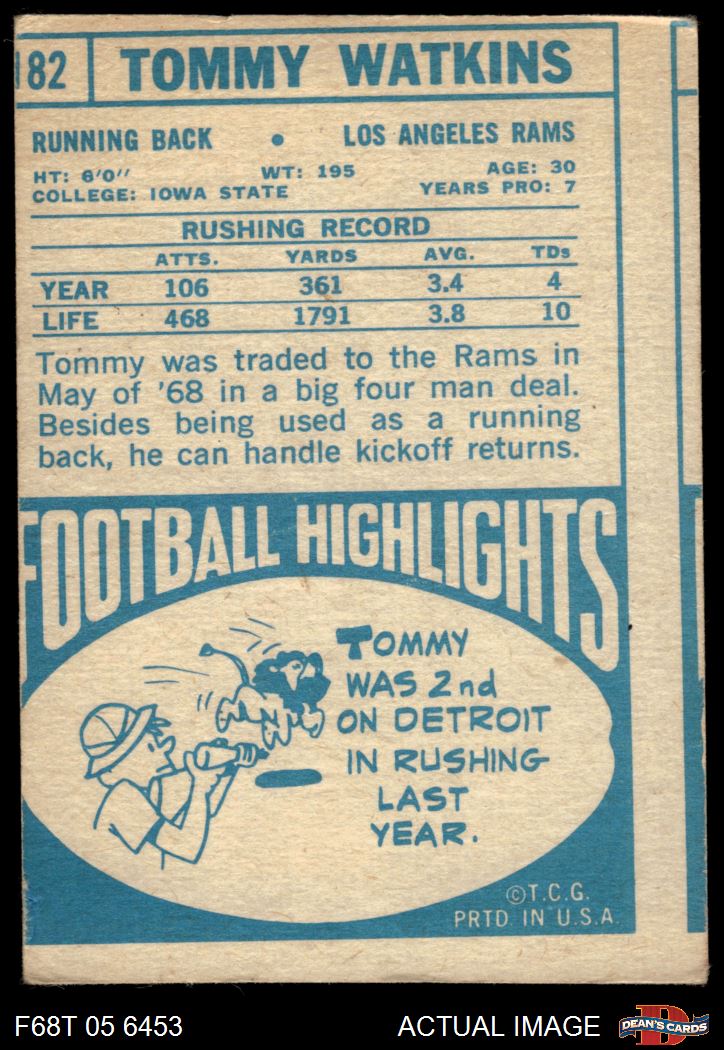 182 TOMMY WATKINS
RUNNING BACK • LOS ANGELES RAMS
HT: 6'0" WT: 195 AGE: 30
COLLEGE: IOWA STATE YEARS PRO: 7
RUSHING RECORD
ATTS. YARDS AVG. TDs
YEAR 106 361 3.4 4
LIFE 468 1791 3.8 10
Tommy was traded to the Rams in
May of '68 in a big four man deal.
Besides being used as a running
back, he can handle kickoff returns.
FOOTBALL HIGHLIGHTS
TOMMY
WAS 2nd
ON DETROIT
IN RUSHING
LAST
YEAR.
©T.C.G.
PRTD. IN U.S.A.
F68T 05 6453 ACTUAL IMAGE D DEAN'S CARDS